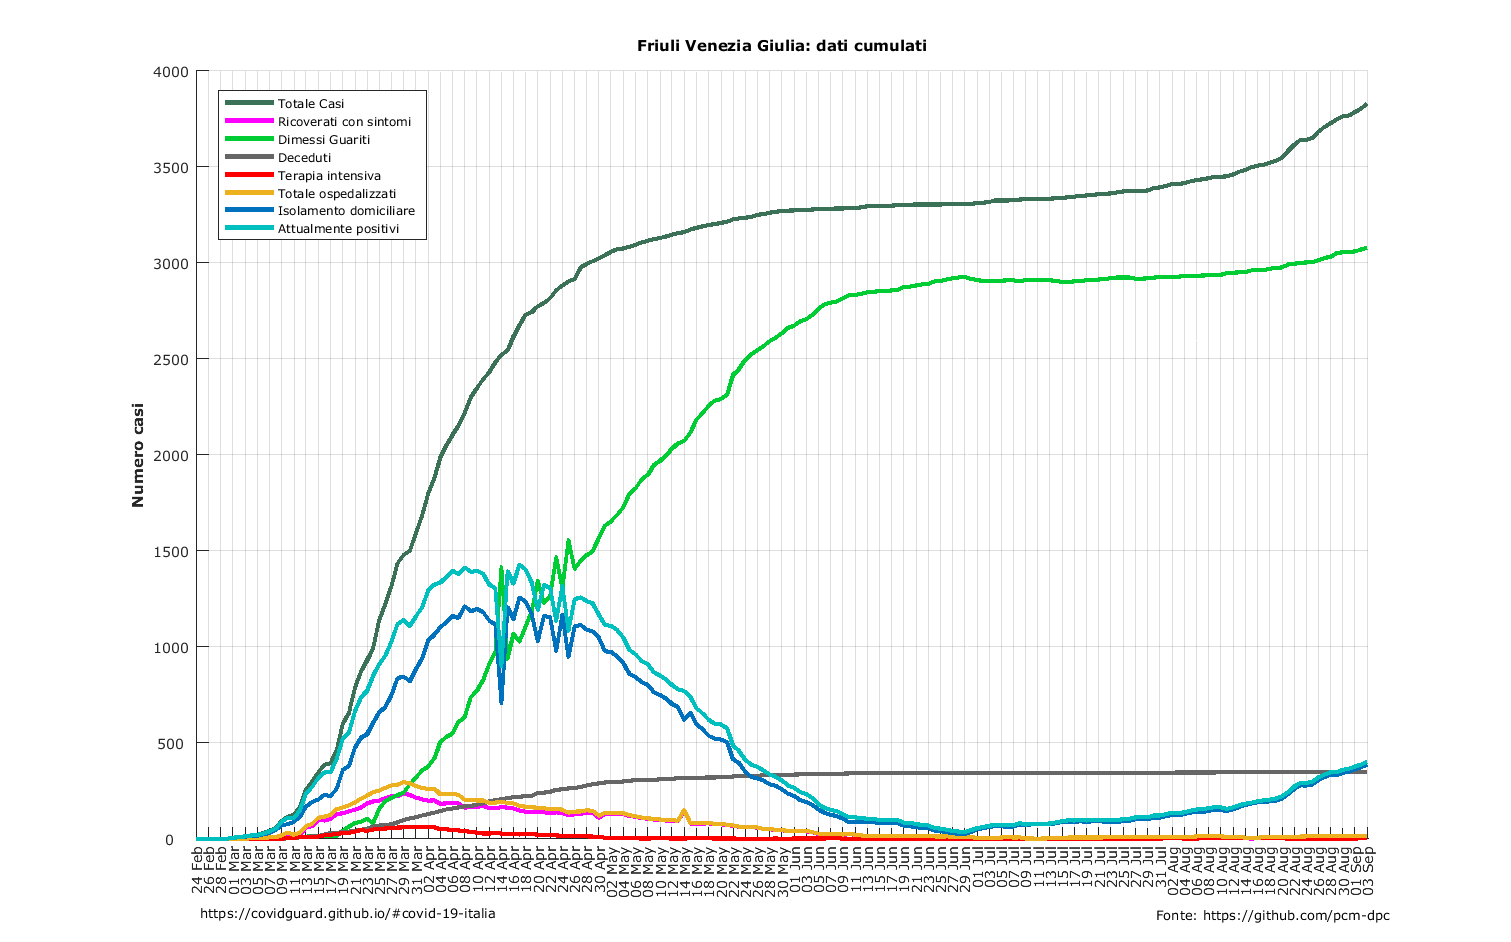 Friuli Venezia Giulia: dati cumulati
4000
3500
3000
2500
2000
1500
1000
500
0
Numero casi
Totale Casi
Ricoverati con sintomi
Dimessi Guariti
Deceduti
Terapia intensiva
Totale ospedalizzati
Isolamento domiciliare
Attualmente positivi
24 Feb
26 Feb
28 Feb
01 Mar
03 Mar
05 Mar
07 Mar
09 Mar
11 Mar
13 Mar
15 Mar
17 Mar
19 Mar
21 Mar
23 Mar
25 Mar
27 Mar
29 Mar
31 Mar
02 Apr
04 Apr
06 Apr
08 Apr
10 Apr
12 Apr
14 Apr
16 Apr
18 Apr
20 Apr
22 Apr
24 Apr
26 Apr
28 Apr
30 Apr
02 May
04 May
06 May
08 May
10 May
12 May
14 May
16 May
18 May
20 May
22 May
24 May
26 May
28 May
30 May
01 Jun
03 Jun
05 Jun
07 Jun
09 Jun
11 Jun
13 Jun
15 Jun
17 Jun
19 Jun
21 Jun
23 Jun
25 Jun
27 Jun
29 Jun
01 Jul
03 Jul
05 Jul
07 Jul
09 Jul
11 Jul
13 Jul
15 Jul
17 Jul
19 Jul
21 Jul
23 Jul
25 Jul
27 Jul
29 Jul
31 Jul
02 Aug
04 Aug
06 Aug
08 Aug
10 Aug
12 Aug
14 Aug
16 Aug
18 Aug
20 Aug
22 Aug
24 Aug
26 Aug
28 Aug
30 Aug
01 Sep
03 Sep
https://covidguard.github.io/#covid-19-italia
Fonte: https://github.com/pcm-dpc